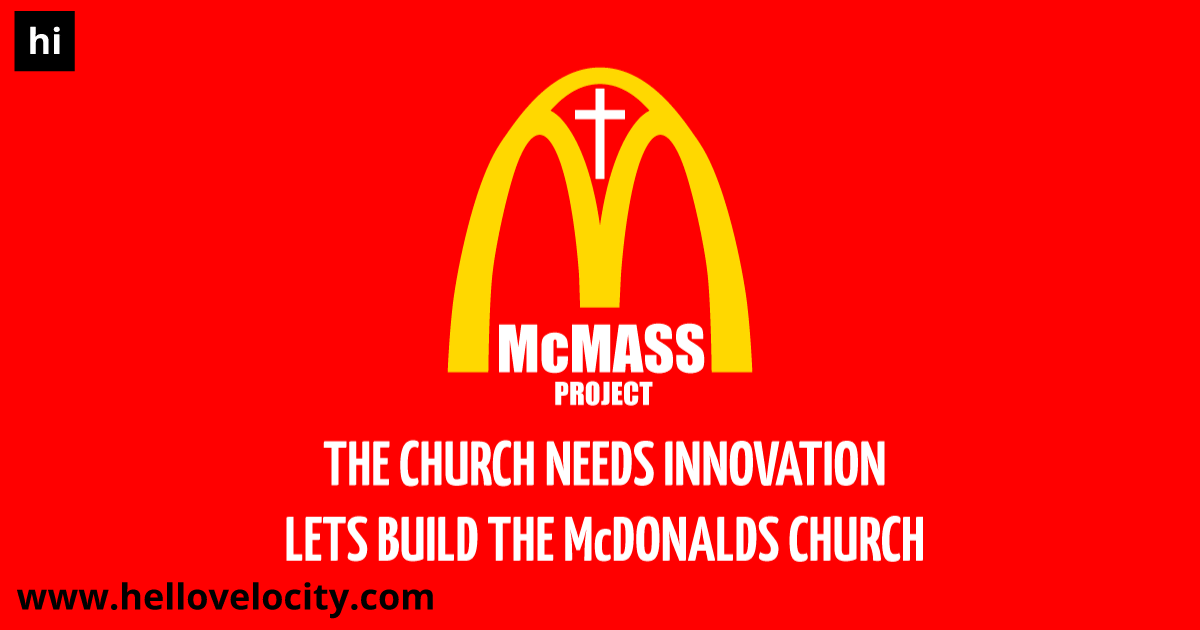 hi
McMASS
PROJECT
THE CHURCH NEEDS INNOVATION
LETS BUILD THE McDONALDS CHURCH
www.hellovelocity.com